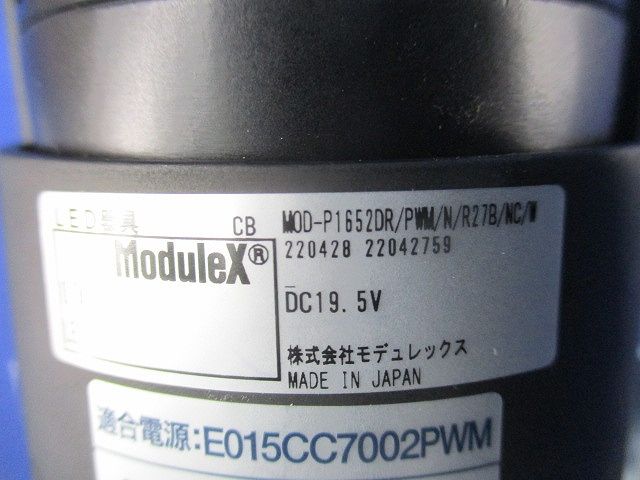 LED器具 CB MOD-P1652DR/PWM/N/R27B/NC/W
ModuleX®
220428 22042759
DC19.5V
株式会社モデュレックス
MADE IN JAPAN
適合電源:E015CC7002PWM